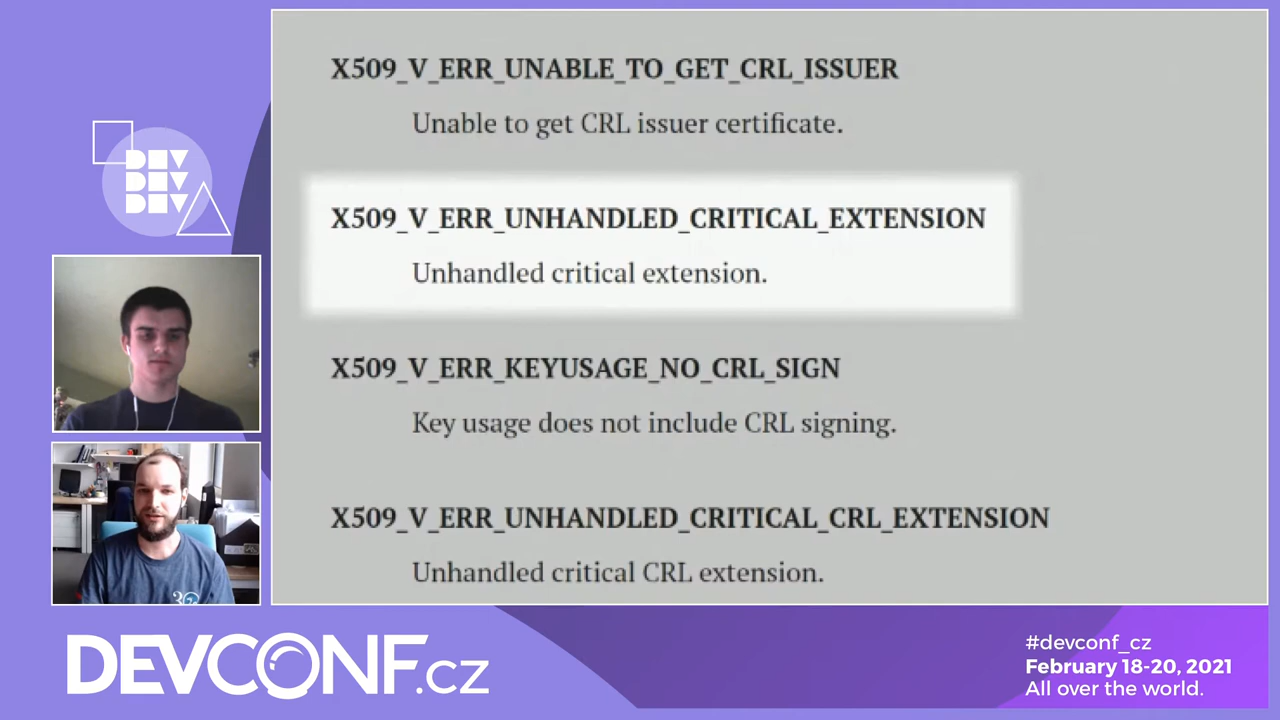 X509_V_ERR_UNABLE_TO_GET_CRL_ISSUER
Unable to get CRL issuer certificate.
X509_V_ERR_UNHANDLED_CRITICAL_EXTENSION
Unhandled critical extension.
X509_V_ERR_KEYUSAGE_NO_CRL_SIGN
Key usage does not include CRL signing.
X509_V_ERR_UNHANDLED_CRITICAL_CRL_EXTENSION
Unhandled critical CRL extension.
DEV
DEV
DEV
DEVCONF.cz
#devconf_cz
February 18-20, 2021
All over the world.